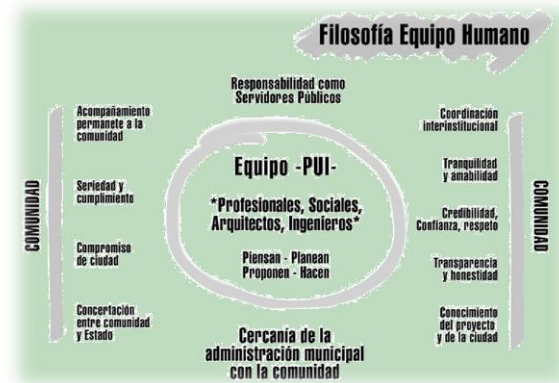 Filosofía Equipo Humano
Responsabilidad como
Servidores Públicos
COMUNIDAD
Acompañamiento
permanete a la
comunidad
Seriedad y
cumplimiento
Compromiso
de ciudad
Concertación
entre comunidad
y Estado
Equipo -PUI-
*Profesionales, Sociales,
Arquitectos, Ingenieros*
Piensan - Planean
Proponen - Hacen
Coordinación
interinstitucional
Tranquilidad
y amabilidad
Credibilidad,
Confianza, respeto
Transparencia
y honestidad
Conocimiento
del proyecto
y de la ciudad
COMUNIDAD
Cercanía de la
administración municipal
con la comunidad